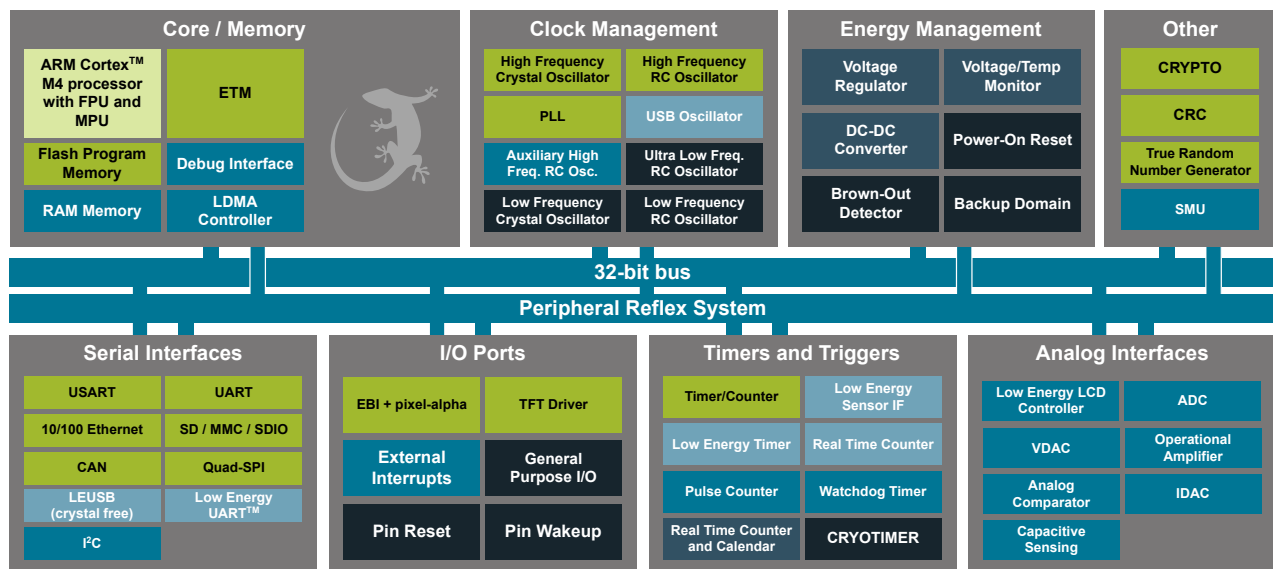 Core / Memory
ARM Cortex™
M4 processor
with FPU and
MPU
ETM
Flash Program
Memory
Debug Interface
RAM Memory
LDMA
Controller
Clock Management
High Frequency
Crystal Oscillator
High Frequency
RC Oscillator
PLL
USB Oscillator
Auxiliary High
Freq. RC Osc.
Ultra Low Freq.
RC Oscillator
Low Frequency
Crystal Oscillator
Low Frequency
RC Oscillator
Energy Management
Voltage
Regulator
Voltage/Temp
Monitor
DC-DC
Converter
Power-On Reset
Brown-Out
Detector
Backup Domain
Other
CRYPTO
CRC
True Random
Number Generator
SMU
32-bit bus
Peripheral Reflex System
Serial Interfaces
USART
UART
10/100 Ethernet
SD / MMC / SDIO
CAN
Quad-SPI
LEUSB
(crystal free)
Low Energy
UART™
I²C
I/O Ports
EBI + pixel-alpha
TFT Driver
External
Interrupts
General
Purpose I/O
Pin Reset
Pin Wakeup
Timers and Triggers
Timer/Counter
Low Energy
Sensor IF
Low Energy Timer
Real Time Counter
Pulse Counter
Watchdog Timer
Real Time Counter
and Calendar
CRYOTIMER
Analog Interfaces
Low Energy LCD
Controller
ADC
VDAC
Operational
Amplifier
Analog
Comparator
IDAC
Capacitive
Sensing